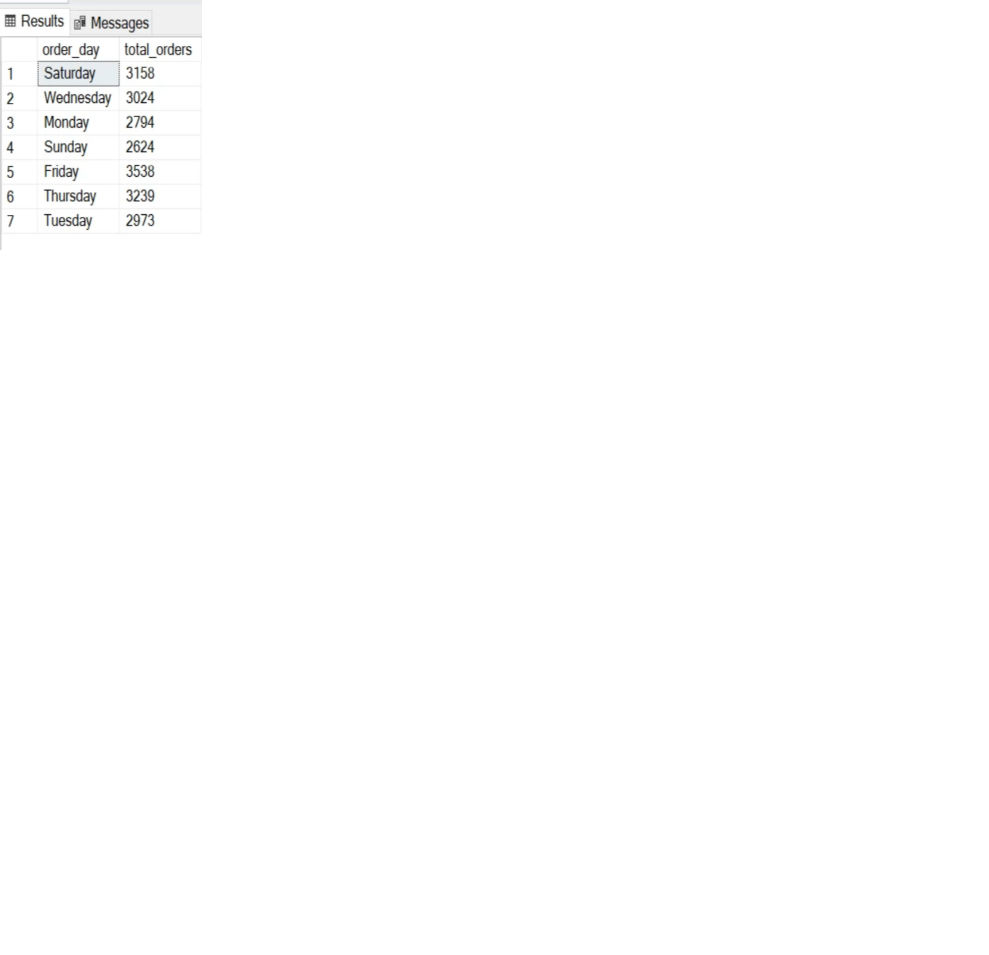 Results Messages
order_day total_orders
1 Saturday 3158
2 Wednesday 3024
3 Monday 2794
4 Sunday 2624
5 Friday 3538
6 Thursday 3239
7 Tuesday 2973